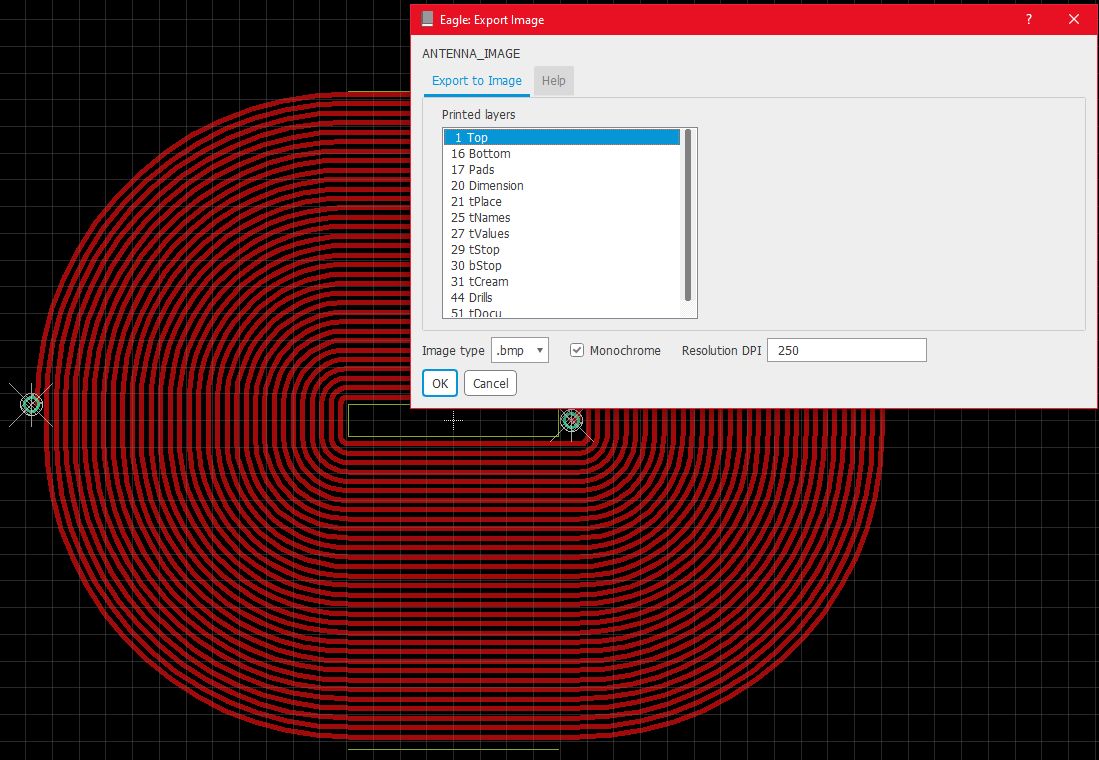 Eagle: Export Image ?
ANTENNA_IMAGE
Export to Image Help
Printed layers
1 Top
16 Bottom
17 Pads
20 Dimension
21 tPlace
25 tNames
27 tValues
29 tStop
30 bStop
31 tCream
44 Drills
51 tDocu
Image type .bmp Monochrome Resolution DPI 250
OK Cancel